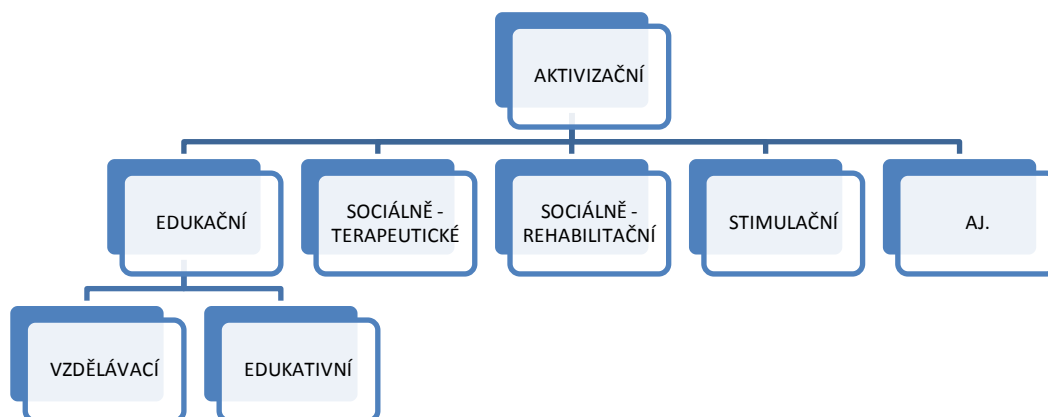 AKTIVIZAČNÍ
EDUKAČNÍ
SOCIÁLNĚ -
TERAPEUTICKÉ
SOCIÁLNĚ -
REHABILITAČNÍ
STIMULAČNÍ
AJ.
VZDĚLÁVACÍ
EDUKATIVNÍ